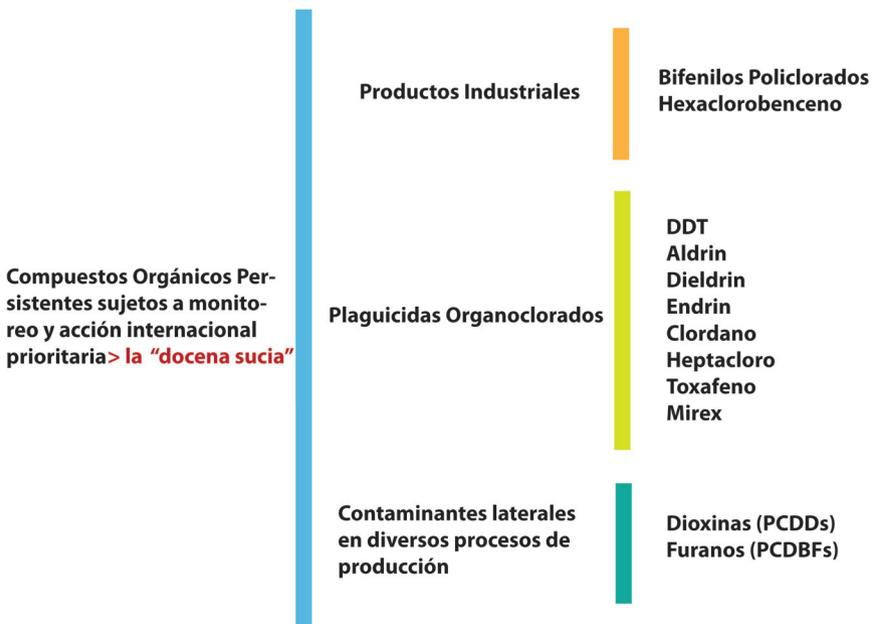 Compuestos Orgánicos Per-
sistentes sujetos a monito-
reo y acción internacional
prioritaria> la “docena sucia”
Productos Industriales
Bifenilos Policlorados
Hexaclorobenceno
Plaguicidas Organoclorados
DDT
Aldrin
Dieldrin
Endrin
Clordano
Heptacloro
Toxafeno
Mirex
Contaminantes laterales
en diversos procesos de
producción
Dioxinas (PCDDs)
Furanos (PCDBFs)